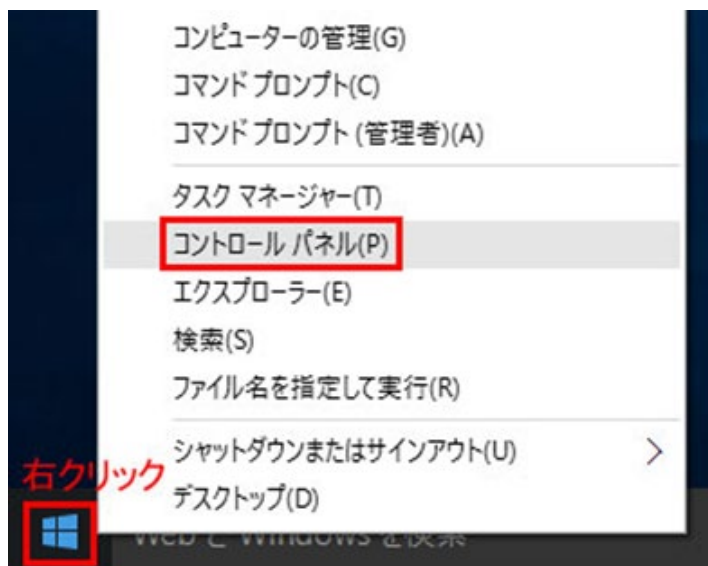 コンピューターの管理(G)
コマンド プロンプト(C)
コマンド プロンプト (管理者)(A)
タスク マネージャー(T)
コントロール パネル(P)
エクスプローラー(E)
検索(S)
ファイル名を指定して実行(R)
シャットダウンまたはサインアウト(U)
右クリック
デスクトップ(D)
Web と Windows を検索